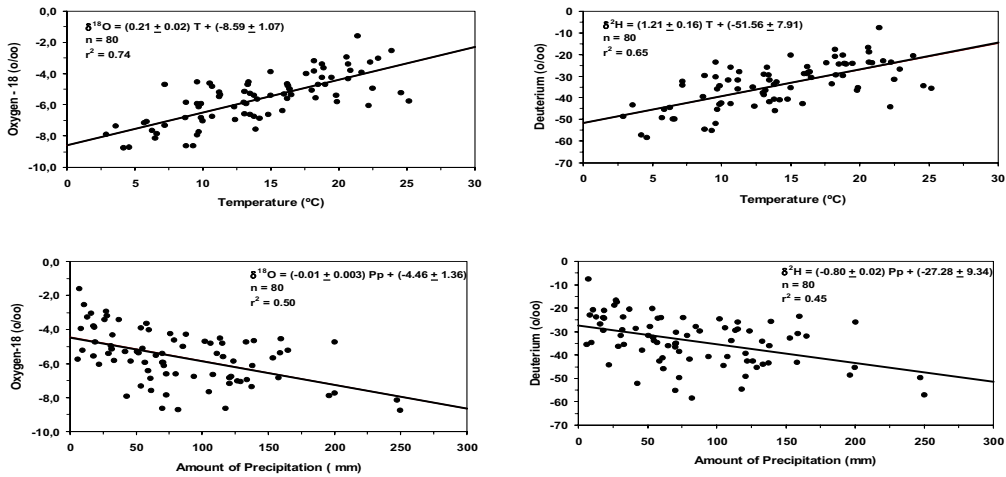 δ18O = (0.21 ± 0.02) T + (-8.59 ± 1.07)
n = 80
r2 = 0.74
0,0
-2,0
-4,0
-6,0
-8,0
-10,0
Oxygen - 18 (o/oo)
0 5 10 15 20 25 30
Temperature (ºC)
δ2H = (1.21 ± 0.16) T + (-51.56 ± 7.91)
n = 80
r2 = 0.65
0
-10
-20
-30
-40
-50
-60
-70
Deuterium (o/oo)
0 5 10 15 20 25 30
Temperature (ºC)
δ18O = (-0.01 ± 0.003) Pp + (-4.46 ± 1.36)
n = 80
r2 = 0.50
0,0
-2,0
-4,0
-6,0
-8,0
-10,0
Oxygen-18 (o/oo)
0 50 100 150 200 250 300
Amount of Precipitation ( mm)
δ2H = (-0.80 ± 0.02) Pp + (-27.28 ± 9.34)
n = 80
r2 = 0.45
0
-10
-20
-30
-40
-50
-60
-70
Deuterium (o/oo)
0 50 100 150 200 250 300
Amount of Precipitation (mm)